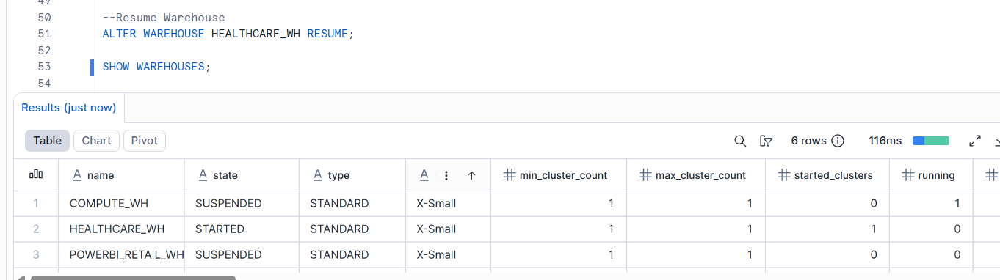 49
50 --Resume Warehouse
51 ALTER WAREHOUSE HEALTHCARE_WH RESUME;
52
53 SHOW WAREHOUSES;
54
Results (just now)
Table Chart Pivot 6 rows 116ms
A name A state A type A # min_cluster_count # max_cluster_count # started_clusters # running #
1 COMPUTE_WH SUSPENDED STANDARD X-Small 1 1 0 1
2 HEALTHCARE_WH STARTED STANDARD X-Small 1 1 1 0
3 POWERBI_RETAIL_WH SUSPENDED STANDARD X-Small 1 1 0 0